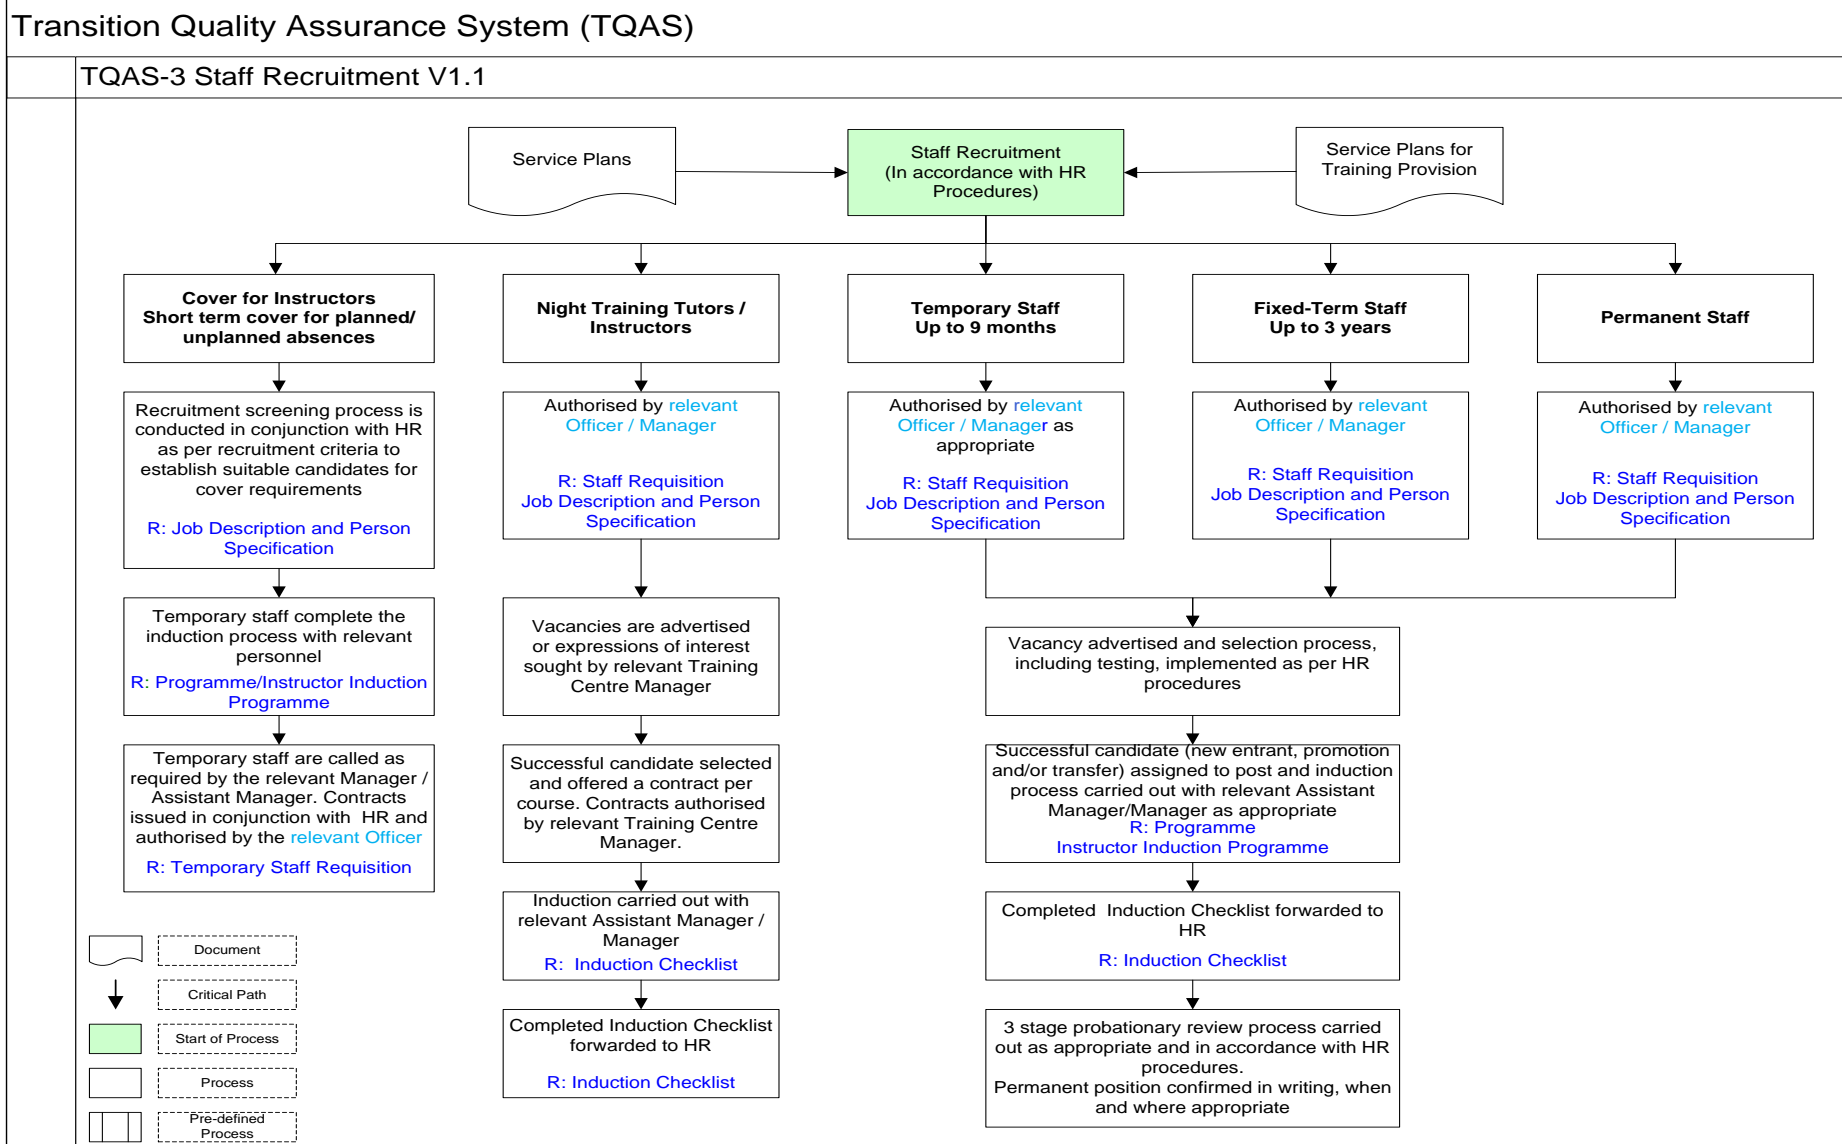 Transition Quality Assurance System (TQAS)
TQAS-3 Staff Recruitment V1.1
Service Plans
Staff Recruitment
(In accordance with HR
Procedures)
Service Plans for
Training Provision
Cover for Instructors
Short term cover for planned/
unplanned absences
Night Training Tutors /
Instructors
Temporary Staff
Up to 9 months
Fixed-Term Staff
Up to 3 years
Permanent Staff
Recruitment screening process is
conducted in conjunction with HR
as per recruitment criteria to
establish suitable candidates for
cover requirements
R: Job Description and Person
Specification
Authorised by relevant
Officer / Manager
R: Staff Requisition
Job Description and Person
Specification
Authorised by relevant
Officer / Manager as
appropriate
R: Staff Requisition
Job Description and Person
Specification
Authorised by relevant
Officer / Manager
R: Staff Requisition
Job Description and Person
Specification
Authorised by relevant
Officer / Manager
R: Staff Requisition
Job Description and Person
Specification
Temporary staff complete the
induction process with relevant
personnel
R: Programme/Instructor Induction
Programme
Vacancies are advertised
or expressions of interest
sought by relevant Training
Centre Manager
Vacancy advertised and selection process,
including testing, implemented as per HR
procedures
Temporary staff are called as
required by the relevant Manager /
Assistant Manager. Contracts
issued in conjunction with  HR and
authorised by the relevant Officer
R: Temporary Staff Requisition
Successful candidate selected
and offered a contract per
course. Contracts authorised
by relevant Training Centre
Manager.
Successful candidate (new entrant, promotion
and/or transfer) assigned to post and induction
process carried out with relevant Assistant
Manager/Manager as appropriate
R: Programme
Instructor Induction Programme
Induction carried out with
relevant Assistant Manager /
Manager
R:  Induction Checklist
Completed  Induction Checklist forwarded to
HR
R: Induction Checklist
Completed Induction Checklist
forwarded to HR
R: Induction Checklist
3 stage probationary review process carried
out as appropriate and in accordance with HR
procedures.
Permanent position confirmed in writing, when
and where appropriate
Document
Critical Path
Start of Process
Process
Pre-defined
Process